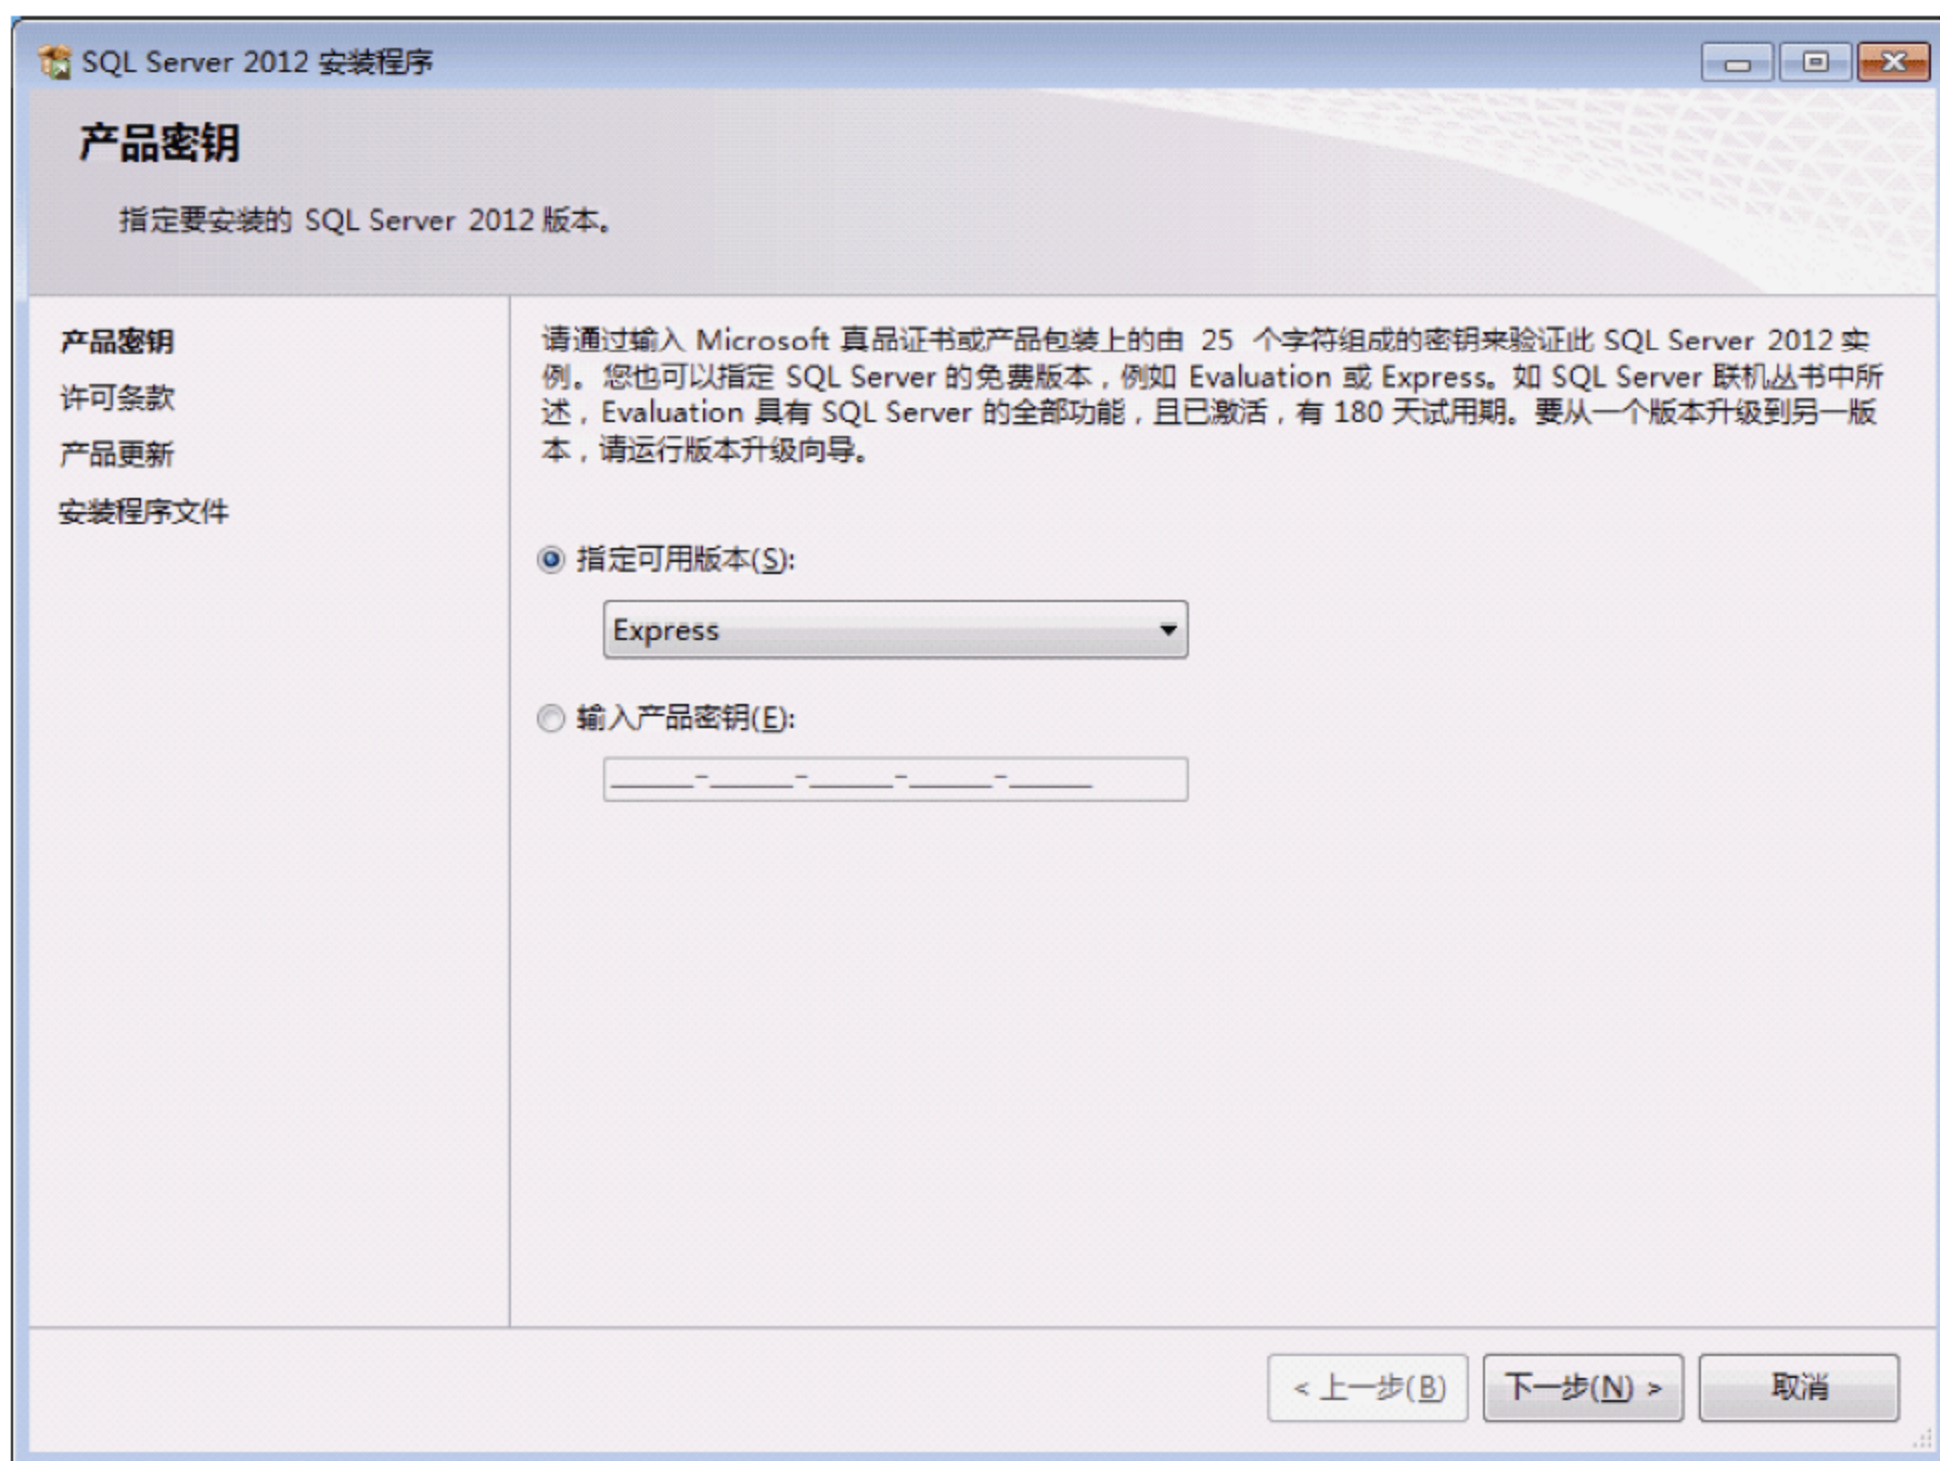 SQL Server 2012 安装程序
产品密钥
指定要安装的 SQL Server 2012 版本。
产品密钥
许可条款
产品更新
安装程序文件
请通过输入 Microsoft 真品证书或产品包装上的由 25 个字符组成的密钥来验证此 SQL Server 2012 实
例。您也可以指定 SQL Server 的免费版本，例如 Evaluation 或 Express。如 SQL Server 联机丛书中所
述，Evaluation 具有 SQL Server 的全部功能，且已激活，有 180 天试用期。要从一个版本升级到另一版
本，请运行版本升级向导。
指定可用版本(S):
Express
输入产品密钥(E):
_____-_____-_____-_____-_____
< 上一步(B)
下一步(N) >
取消